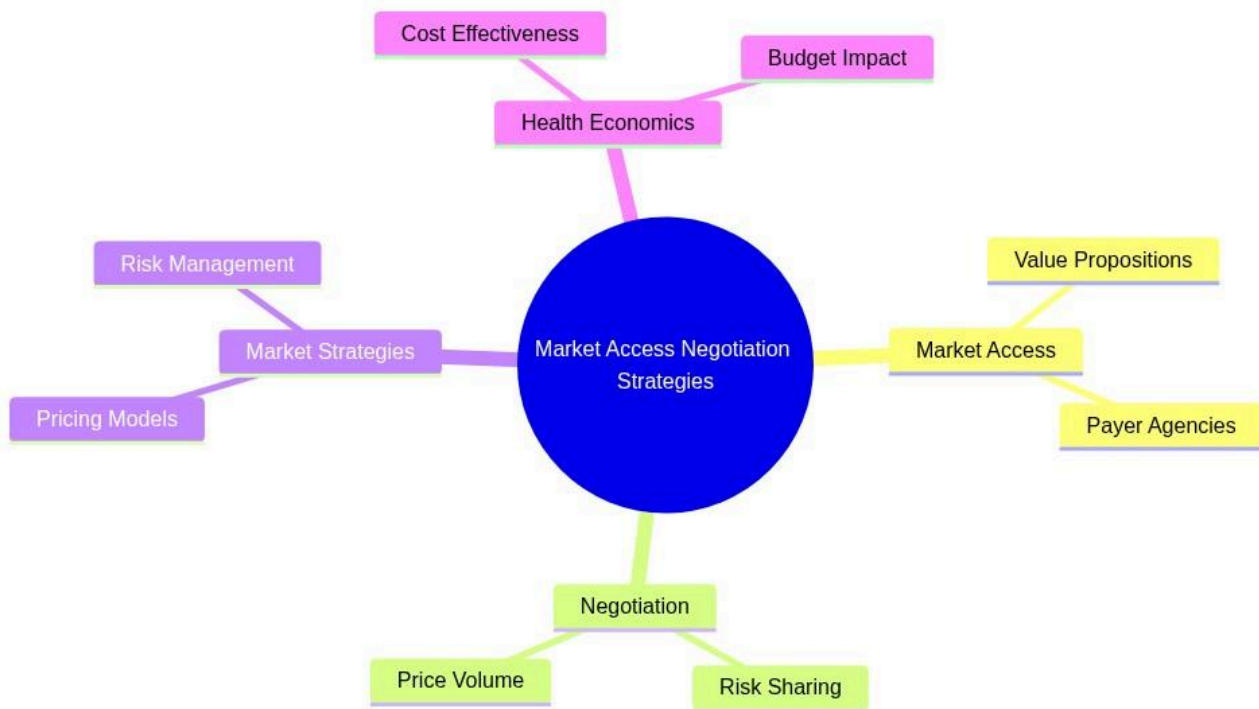 Cost Effectiveness
Budget Impact
Health Economics
Risk Management
Value Propositions
Market Strategies
Market Access Negotiation
Strategies
Market Access
Pricing Models
Payer Agencies
Negotiation
Price Volume
Risk Sharing